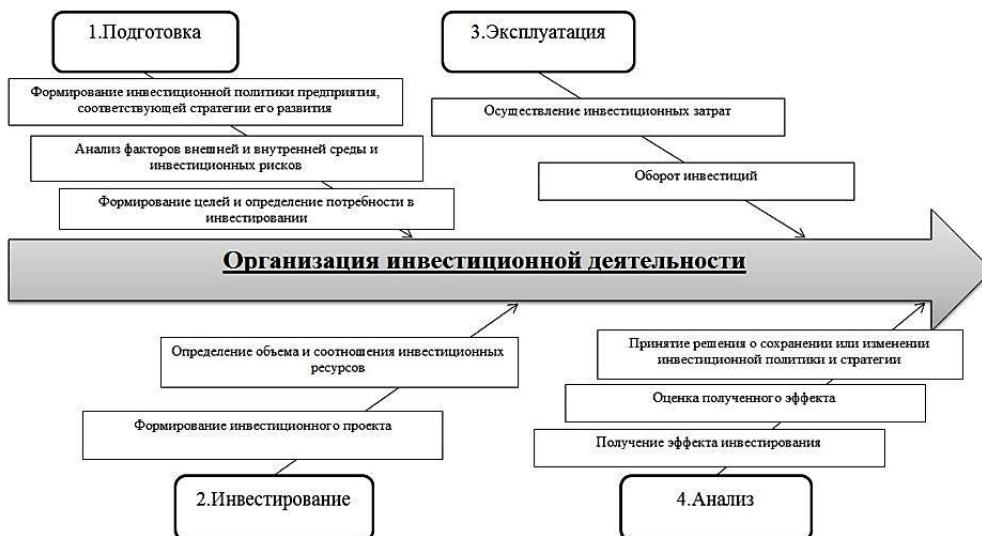 1.Подготовка
3.Эксплуатация
Формирование инвестиционной политики предприятия,
соответствующей стратегии его развития
Осуществление инвестиционных затрат
Анализ факторов внешней и внутренней среды и
инвестиционных рисков
Оборот инвестиций
Формирование целей и определение потребности в
инвестировании
Организация инвестиционной деятельности
Определение объема и соотношения инвестиционных
ресурсов
Принятие решения о сохранении или изменении
инвестиционной политики и стратегии
Оценка полученного эффекта
Формирование инвестиционного проекта
Получение эффекта инвестирования
2.Инвестирование
4.Анализ